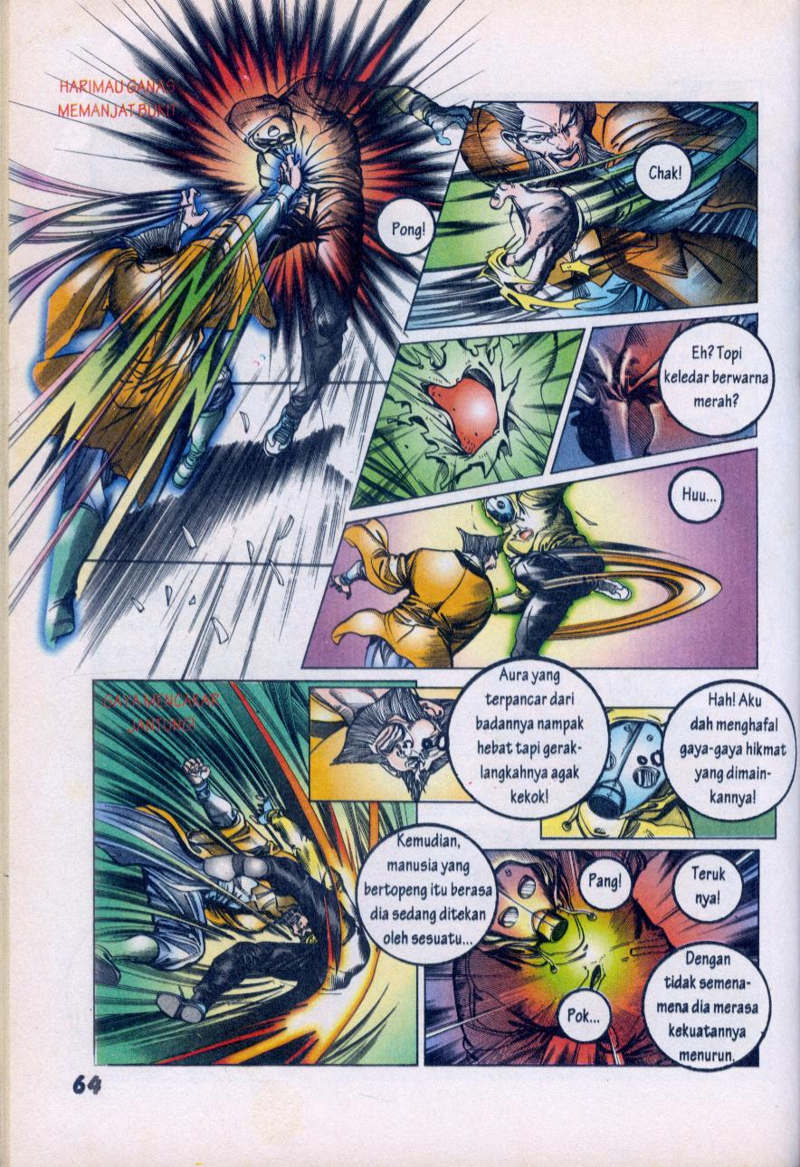 HARIMAU GANAS
MEMANJAT BUKIT
Pong!
Chak!
Eh? Topi
keledar berwarna
merah?
Huu...
GAYA MENCAKAR
JANTUNG!
Aura yang
terpancar dari
badannya nampak
hebat tapi gerak-
langkahnya agak
kekok!
Hah! Aku
dah menghafal
gaya-gaya hikmat
yang dimain-
kannya!
Kemudian,
manusia yang
bertopeng itu berasa
dia sedang ditekan
oleh sesuatu...
Pang!
Teruk
nya!
Pok...
Dengan
tidak semena-
mena dia merasa
kekuatannya
menurun.
64